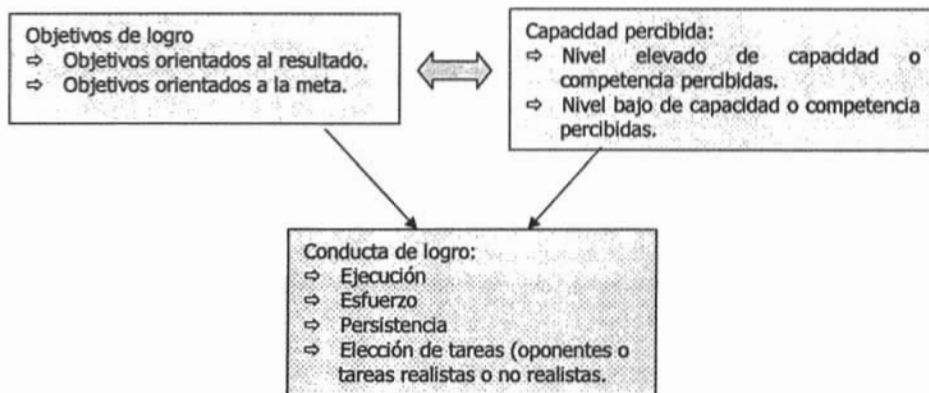 Objetivos de logro
⇨ Objetivos orientados al resultado.
⇨ Objetivos orientados a la meta.
Capacidad percibida:
⇨ Nivel elevado de capacidad o
competencia percibidas.
⇨ Nivel bajo de capacidad o competencia
percibidas.
Conducta de logro:
⇨ Ejecución
⇨ Esfuerzo
⇨ Persistencia
⇨ Elección de tareas (oponentes o
tareas realistas o no realistas.